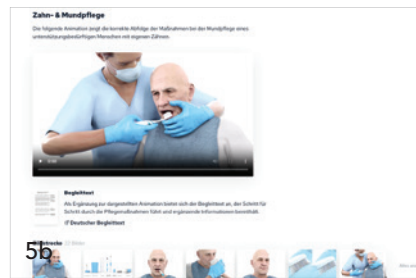 Zahn- & Mundpflege
Die folgende Animation zeigt die korrekte Abfolge der Maßnahmen bei der Mundpflege eines
unterstützungsbedürftigen Menschen mit eigenen Zähnen.
Begleittext
Als Ergänzung zur dargestellten Animation bietet sich der Begleittext an, der Schritt für
Schritt durch die Pflegemaßnahmen führt und ergänzende Informationen bereithält.
Deutscher Begleittext
5b